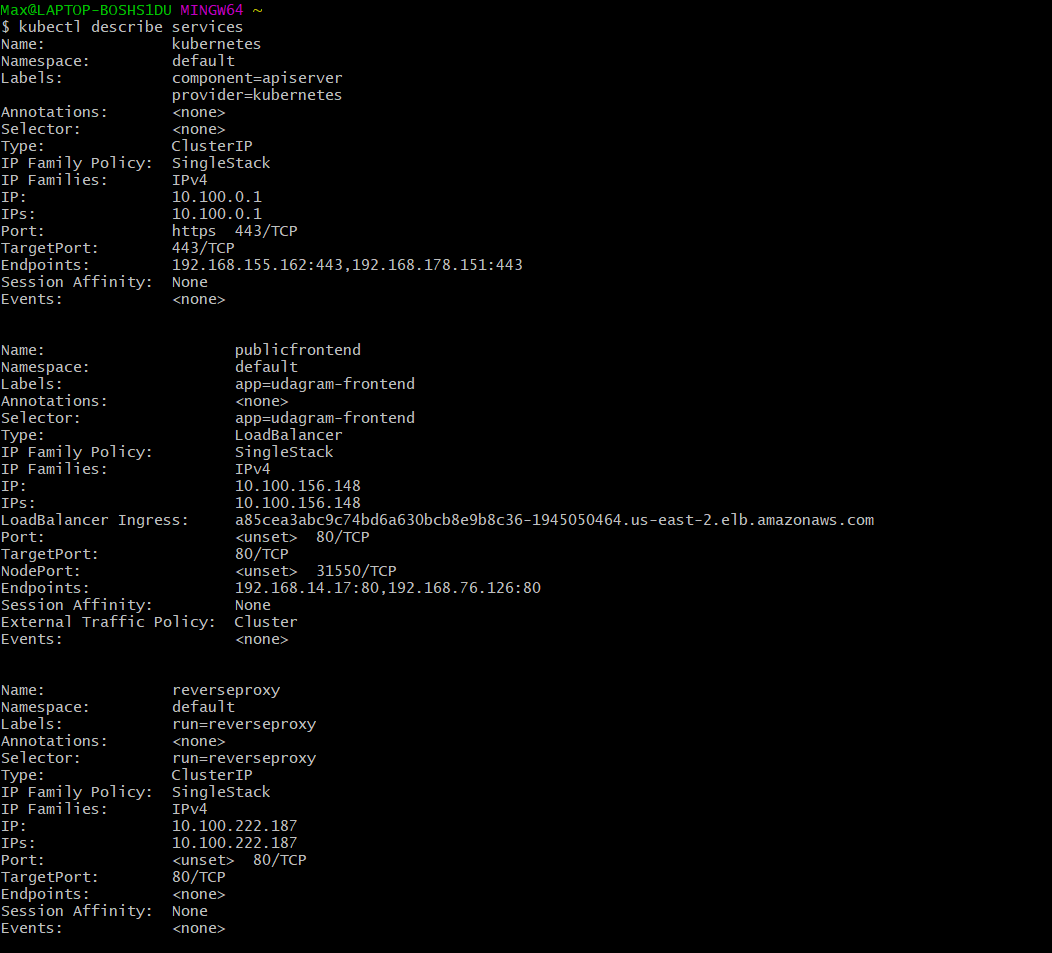 Max@LAPTOP-BOSHS1DU MINGW64 ~
$ kubectl describe services
Name:              kubernetes
Namespace:         default
Labels:            component=apiserver
                   provider=kubernetes
Annotations:       <none>
Selector:          <none>
Type:              ClusterIP
IP Family Policy:  SingleStack
IP Families:       IPv4
IP:                10.100.0.1
IPs:               10.100.0.1
Port:              https  443/TCP
TargetPort:        443/TCP
Endpoints:         192.168.155.162:443,192.168.178.151:443
Session Affinity:  None
Events:            <none>
Name:                     publicfrontend
Namespace:                default
Labels:                   app=udagram-frontend
Annotations:              <none>
Selector:                 app=udagram-frontend
Type:                     LoadBalancer
IP Family Policy:         SingleStack
IP Families:              IPv4
IP:                       10.100.156.148
IPs:                      10.100.156.148
LoadBalancer Ingress:     a85cea3abc9c74bd6a630bcb8e9b8c36-1945050464.us-east-2.elb.amazonaws.com
Port:                     <unset>  80/TCP
TargetPort:               80/TCP
NodePort:                 <unset>  31550/TCP
Endpoints:                192.168.14.17:80,192.168.76.126:80
Session Affinity:         None
External Traffic Policy:  Cluster
Events:                   <none>
Name:              reverseproxy
Namespace:         default
Labels:            run=reverseproxy
Annotations:       <none>
Selector:          run=reverseproxy
Type:              ClusterIP
IP Family Policy:  SingleStack
IP Families:       IPv4
IP:                10.100.222.187
IPs:               10.100.222.187
Port:              <unset>  80/TCP
TargetPort:        80/TCP
Endpoints:         <none>
Session Affinity:  None
Events:            <none>